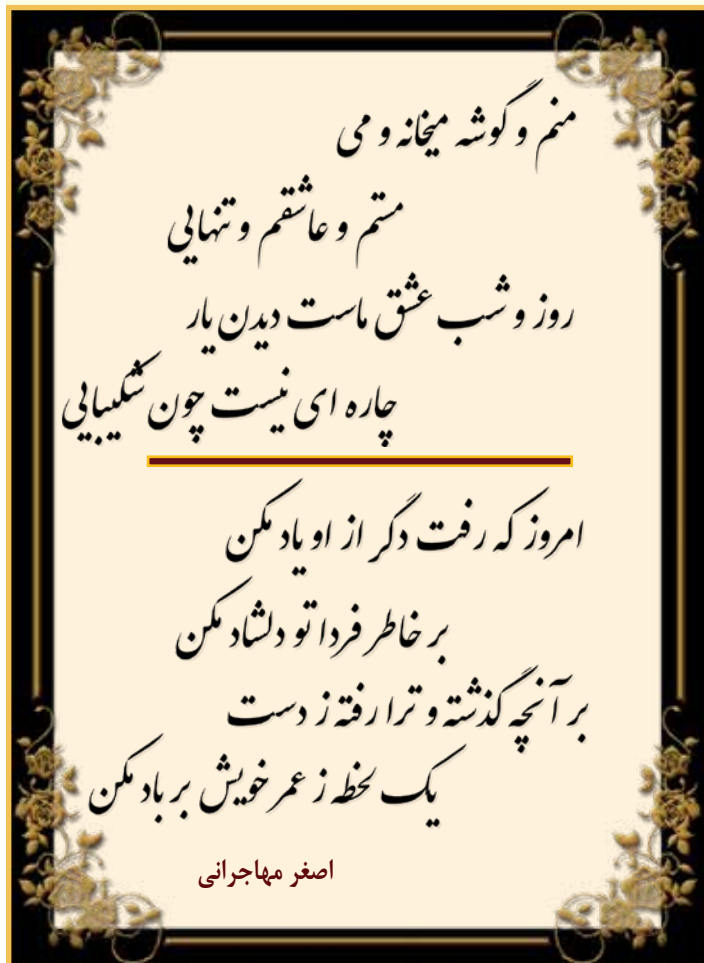 منم و گوشه میخانه و می
مستم و عاشقم و تنهایی
روز و شب عشق ماست دیدن یار
چاره ای نیست چون شکیبایی
امروز که رفت دگر از او یاد مکن
بر خاطر فردا تو دلشاد مکن
بر آنچه گذشته و ترا رفته ز دست
یک لحظه ز عمر خویش بر باد مکن
اصغر مهاجرانی